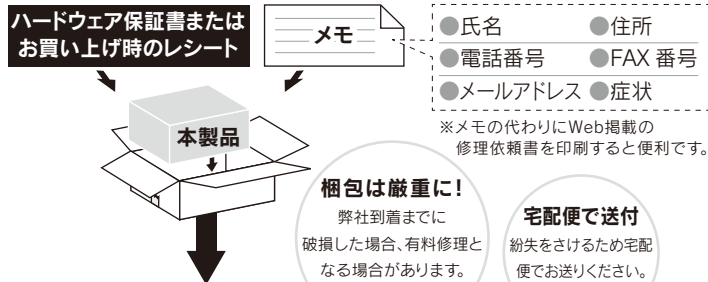 ハードウェア保証書または
お買い上げ時のレシート
メモ
●氏名 ●住所
●電話番号 ●FAX 番号
●メールアドレス ●症状
※メモの代わりにWeb掲載の
修理依頼書を印刷すると便利です。
本製品
梱包は厳重に!
弊社到着までに
破損した場合、有料修理と
なる場合があります。
宅配便で送付
紛失をさけるため宅配
便でお送りください。